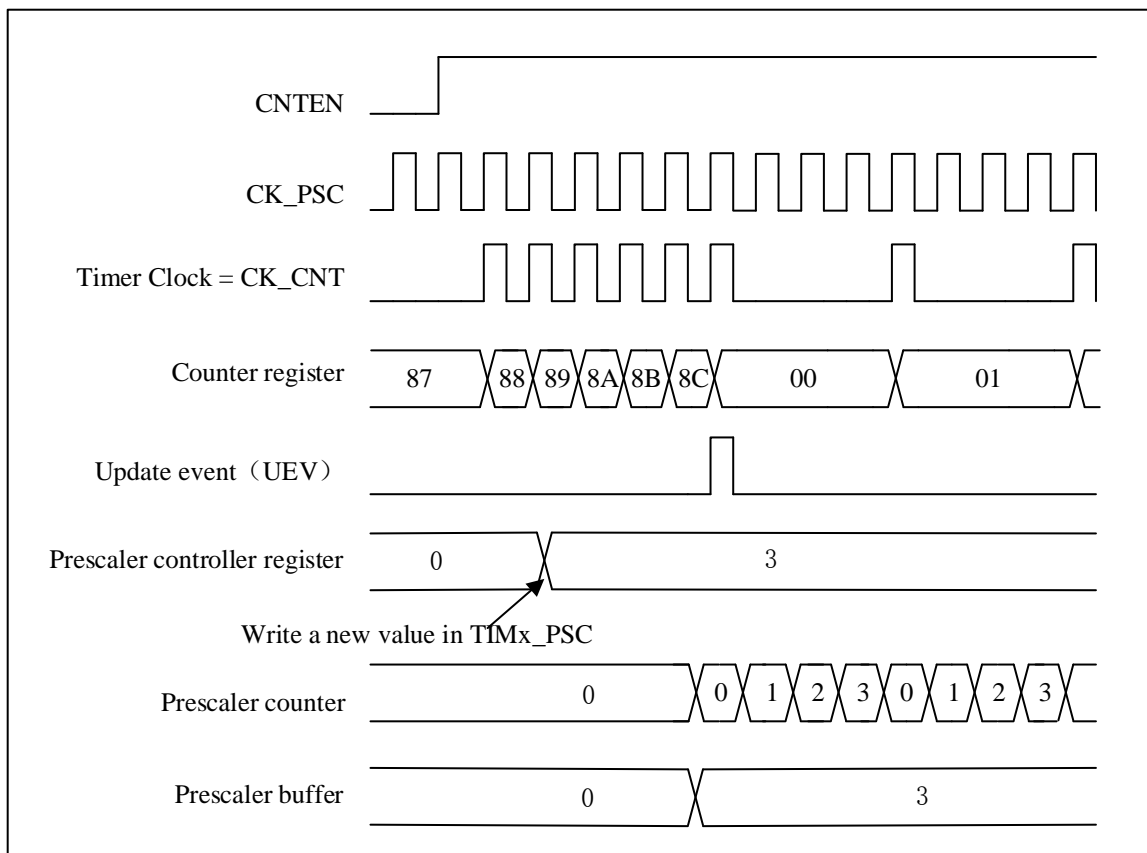 CNTEN
CK_PSC
Timer Clock = CK_CNT
Counter register
87 88 89 8A 8B 8C 00 01
Update event（UEV）
Prescaler controller register
0 3
Write a new value in TIMx_PSC
Prescaler counter
0 0 1 2 3 0 1 2 3
Prescaler buffer
0 3